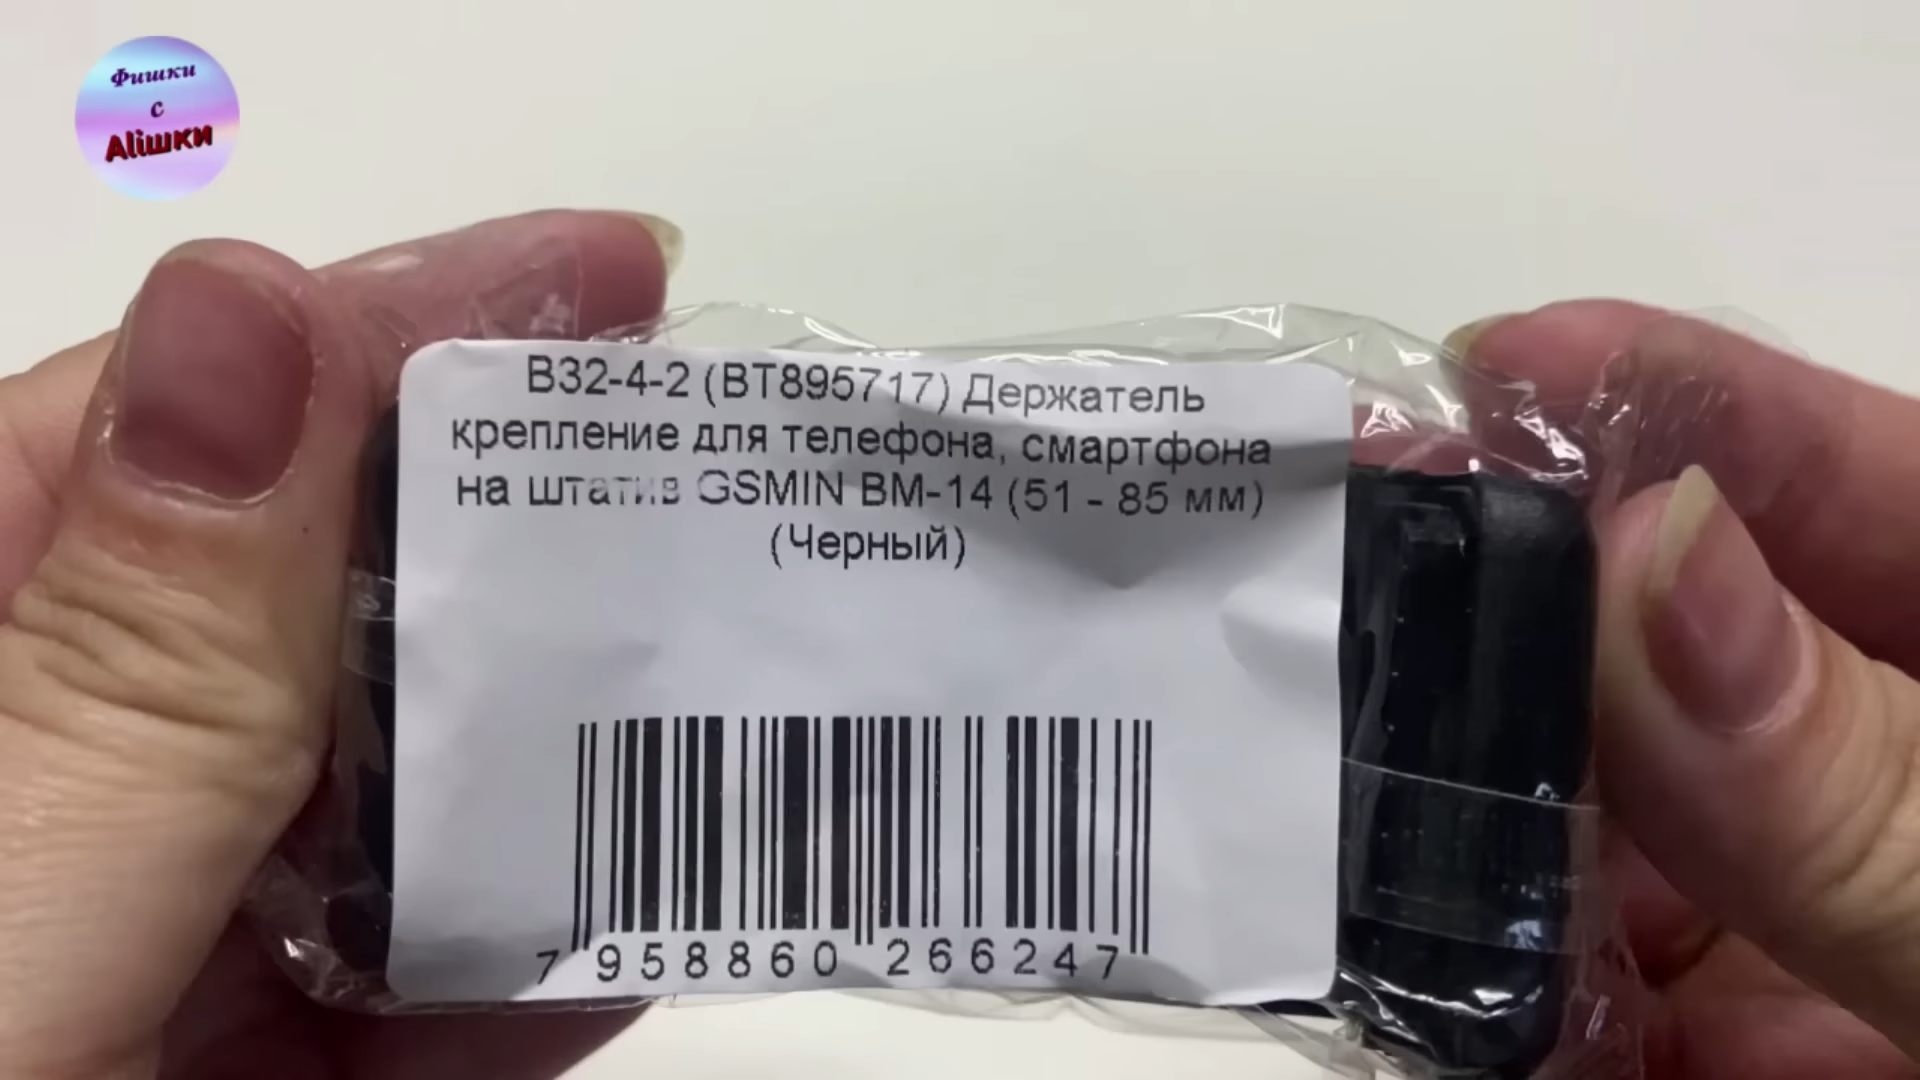 Фишки
с
Aliшки
B32-4-2 (BT895717) Держатель
крепление для телефона, смартфона
на штатив GSMIN BM-14 (51 - 85 мм)
(Черный)
7 958860 266247